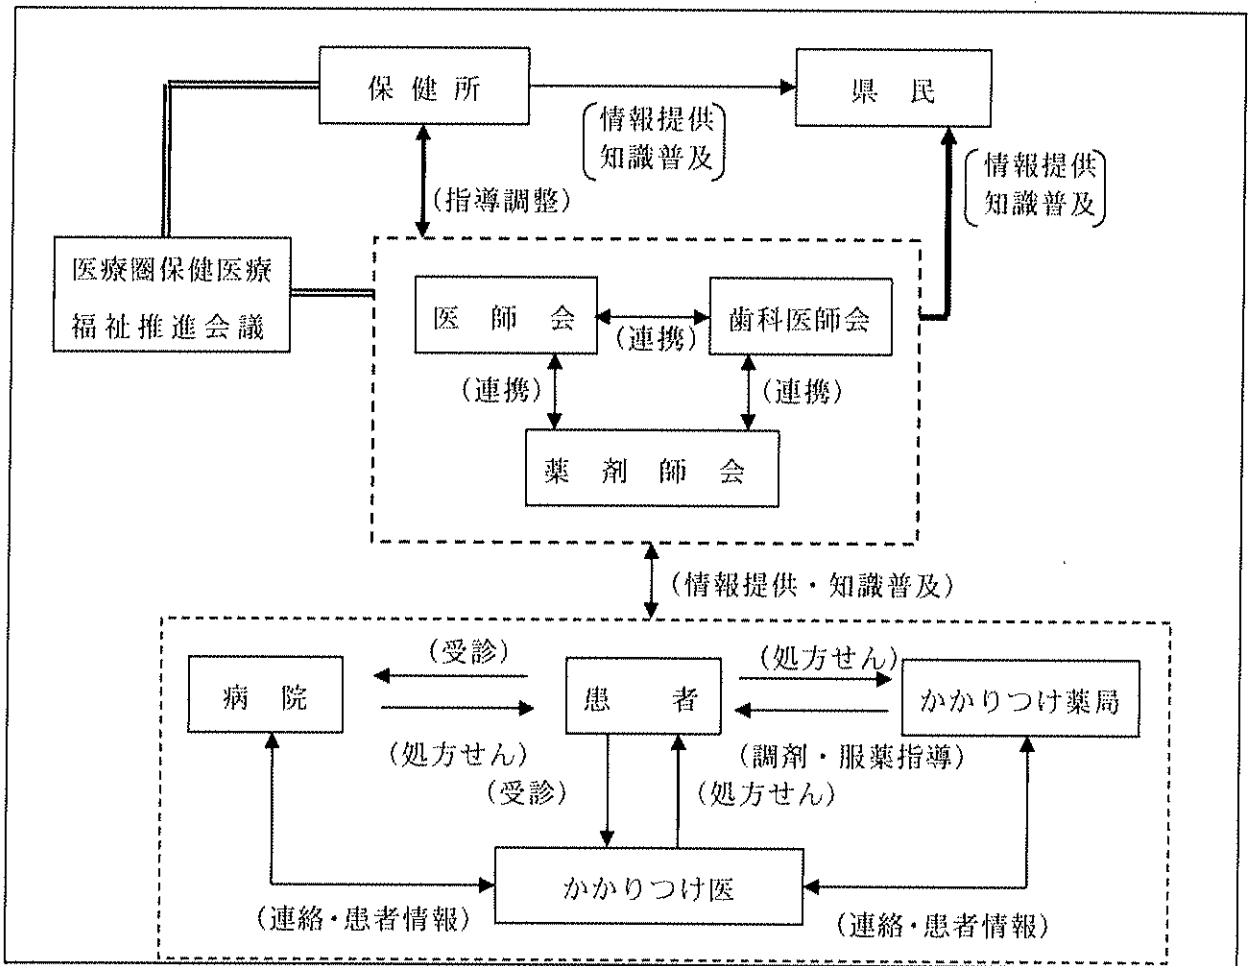 保健所
県民
情報提供
知識普及
情報提供
知識普及
(指導調整)
医療圏保健医療
福祉推進会議
医師会
歯科医師会
(連携)
(連携)
(連携)
薬剤師会
(情報提供・知識普及)
(受診)
(処方せん)
病院
患者
かかりつけ薬局
(処方せん)
(調剤・服薬指導)
(受診)
(処方せん)
かかりつけ医
(連絡・患者情報)
(連絡・患者情報)